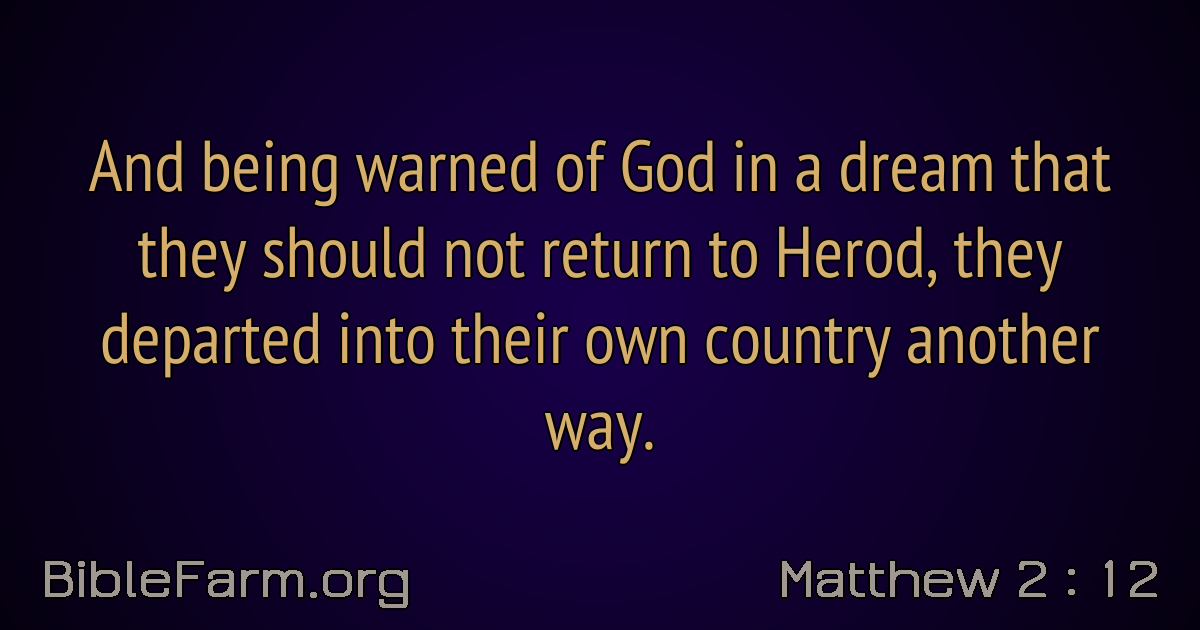 And being warned of God in a dream that
they should not return to Herod, they
departed into their own country another
way.
BibleFarm.org
Matthew 2 : 12